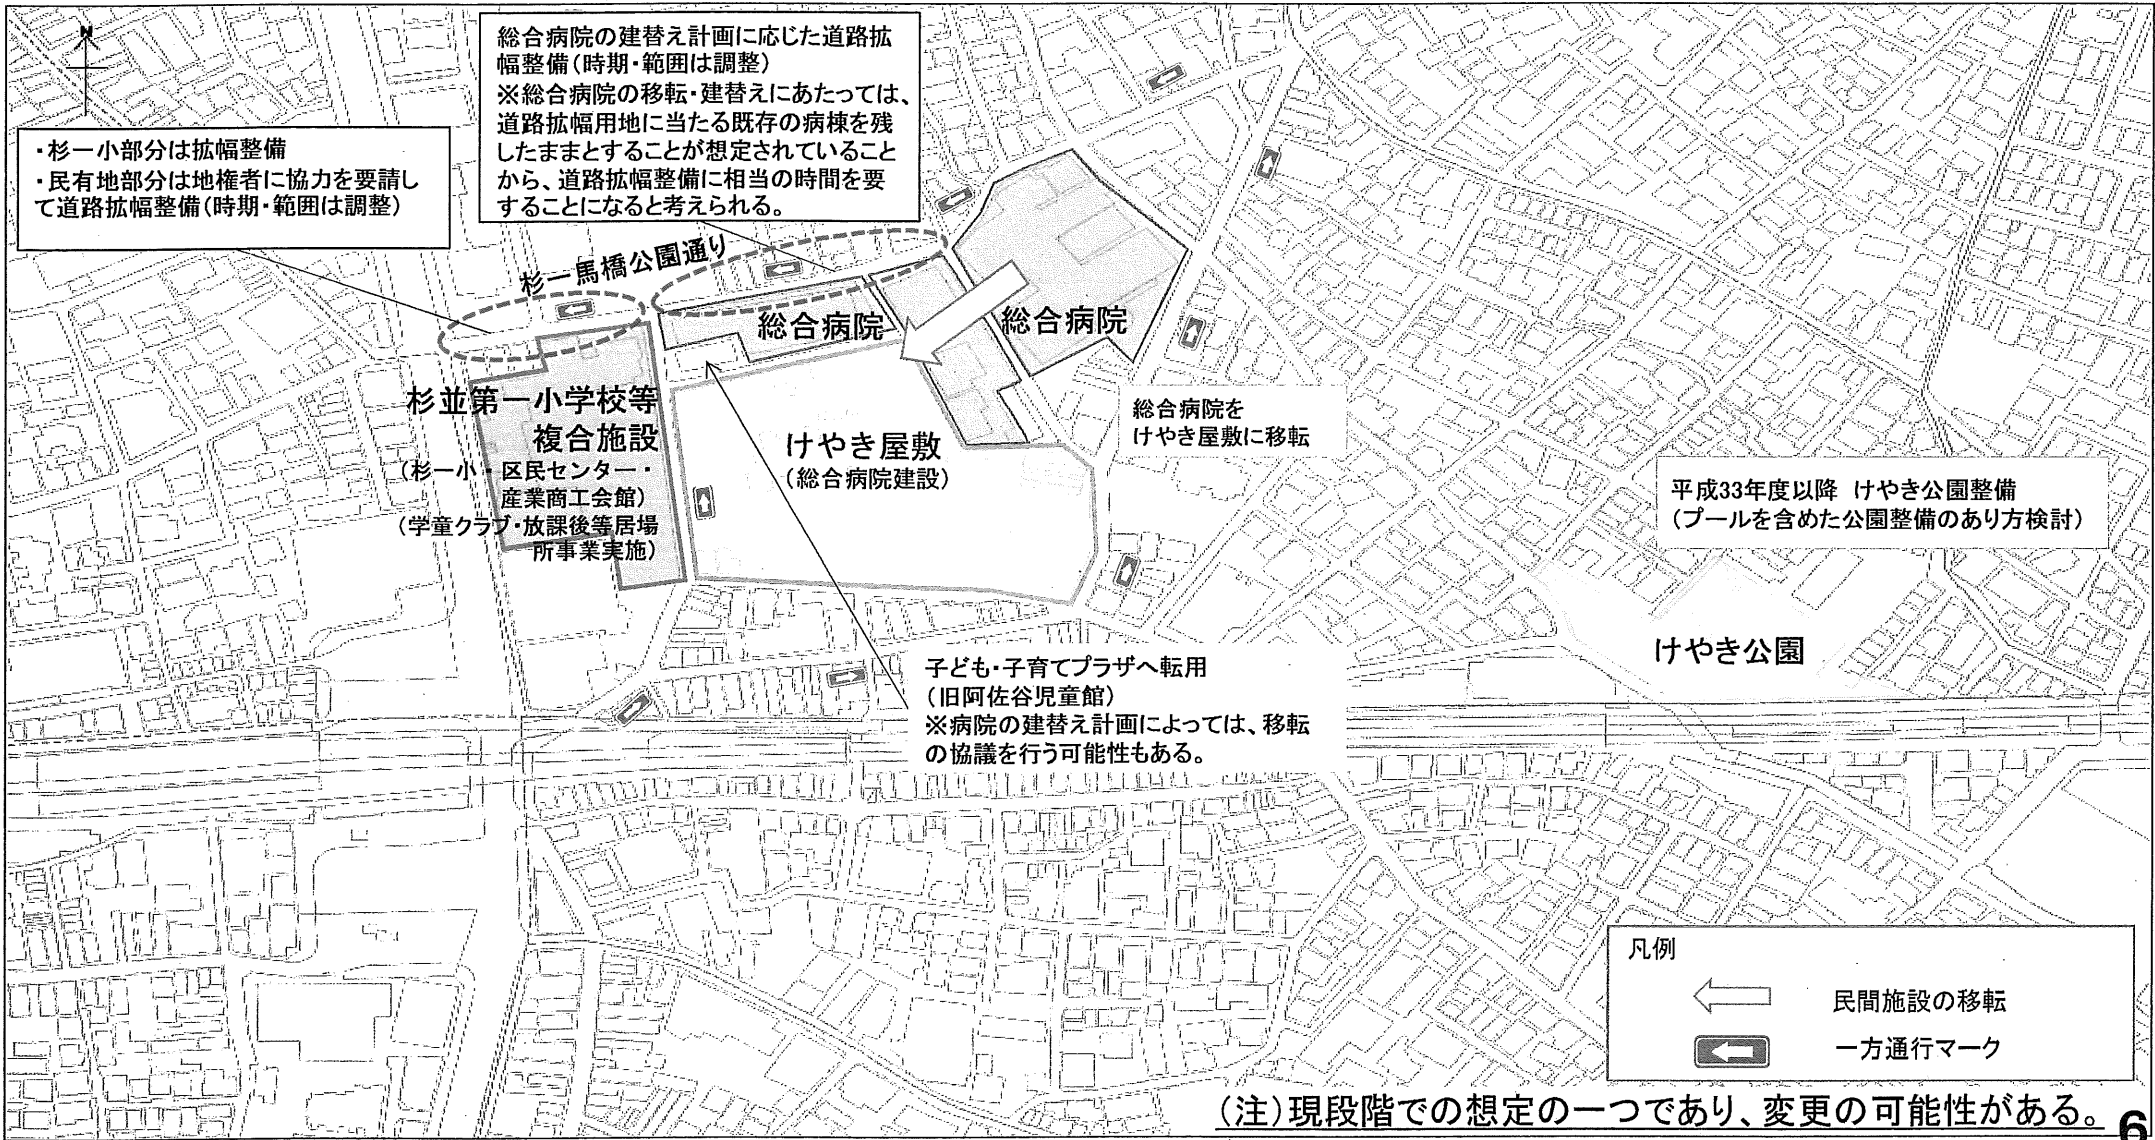 N
総合病院の建替え計画に応じた道路拡
幅整備(時期・範囲は調整)
※総合病院の移転・建替えにあたっては、
道路拡幅用地に当たる既存の病棟を残
したままとすることが想定されていること
から、道路拡幅整備に相当の時間を要
することになると考えられる。
・杉一小部分は拡幅整備
・民有地部分は地権者に協力を要請し
て道路拡幅整備(時期・範囲は調整)
杉一馬橋公園通り
総合病院
総合病院
杉並第一小学校等
複合施設
(杉一小・区民センター・
産業商工会館)
(学童クラブ・放課後等居場
所事業実施)
けやき屋敷
(総合病院建設)
総合病院を
けやき屋敷に移転
平成33年度以降 けやき公園整備
(プールを含めた公園整備のあり方検討)
けやき公園
子ども・子育てプラザへ転用
(旧阿佐谷児童館)
※病院の建替え計画によっては、移転
の協議を行う可能性もある。
凡例
民間施設の移転
一方通行マーク
(注)現段階での想定の一つであり、変更の可能性がある。
6